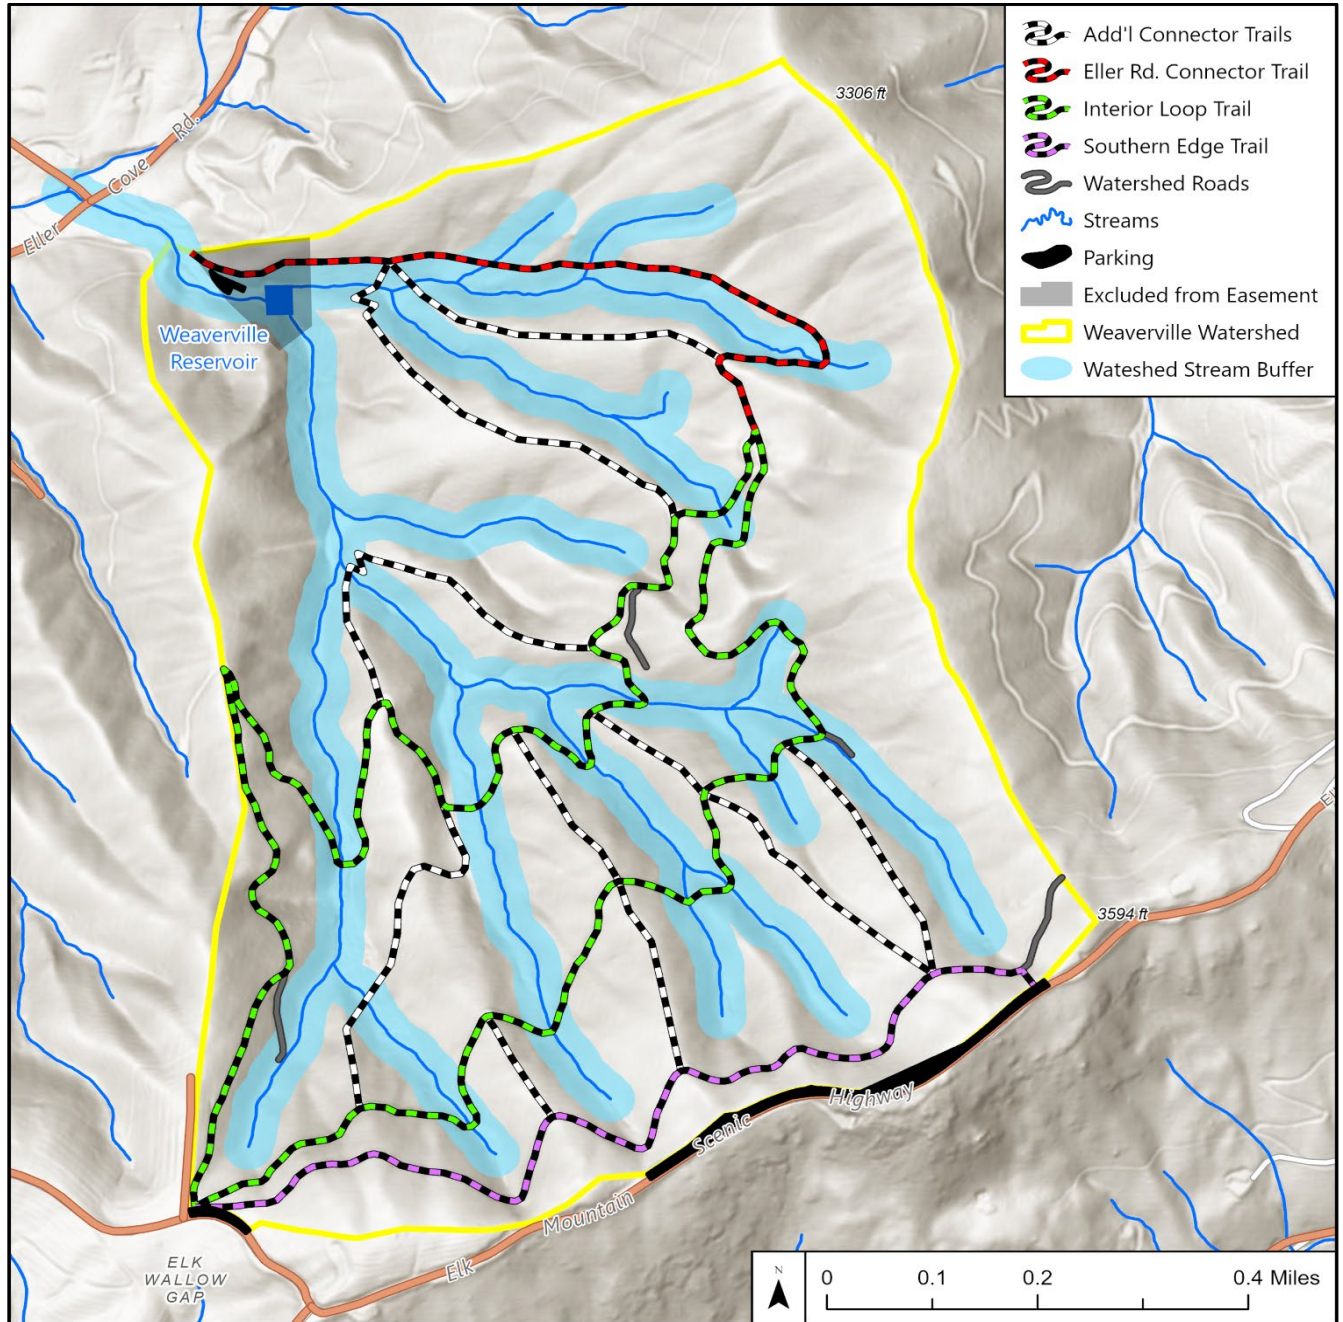 Add'l Connector Trails
Eller Rd. Connector Trail
Interior Loop Trail
Southern Edge Trail
Watershed Roads
Streams
Parking
Excluded from Easement
Weaverville Watershed
Wateshed Stream Buffer
3306 ft
Eller Cove Rd.
Weaverville
Reservoir
3594 ft
Elk Mountain Scenic Highway
ELK
WALLOW
GAP
N
0 0.1 0.2 0.4 Miles